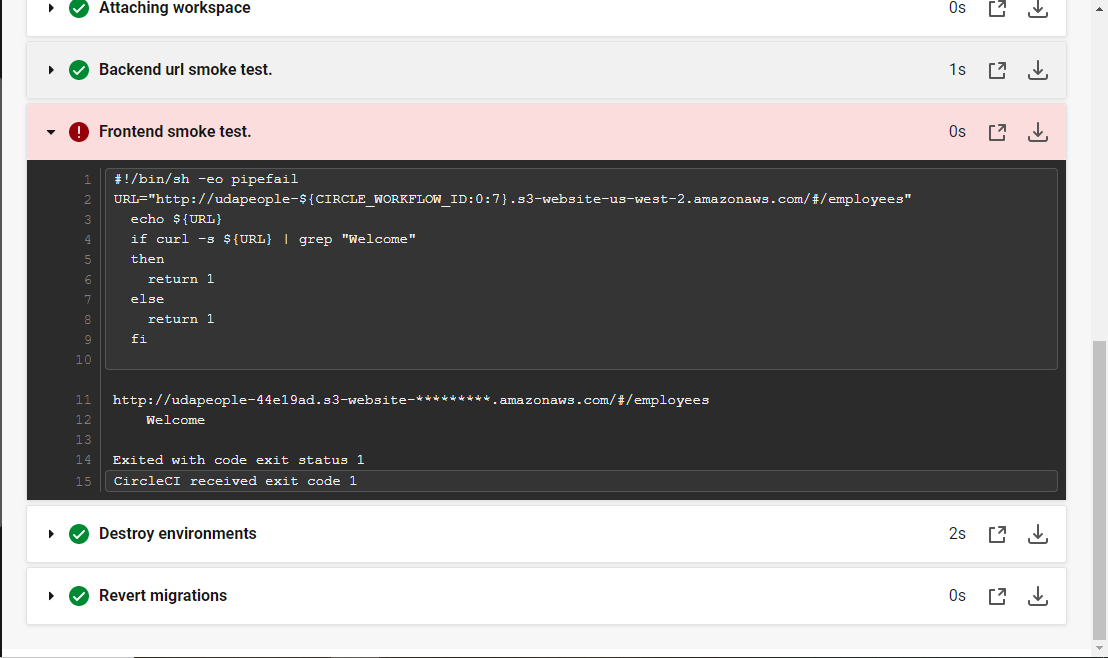 Attaching workspace 0s
Backend url smoke test. 1s
Frontend smoke test. 0s
1 #!/bin/sh -eo pipefail
2 URL="http://udapeople-${CIRCLE_WORKFLOW_ID:0:7}.s3-website-us-west-2.amazonaws.com/#/employees"
3 echo ${URL}
4 if curl -s ${URL} | grep "Welcome"
5 then
6 return 1
7 else
8 return 1
9 fi
10
11 http://udapeople-44e19ad.s3-website-*********.amazonaws.com/#/employees
12 Welcome
13
14 Exited with code exit status 1
15 CircleCI received exit code 1
Destroy environments 2s
Revert migrations 0s